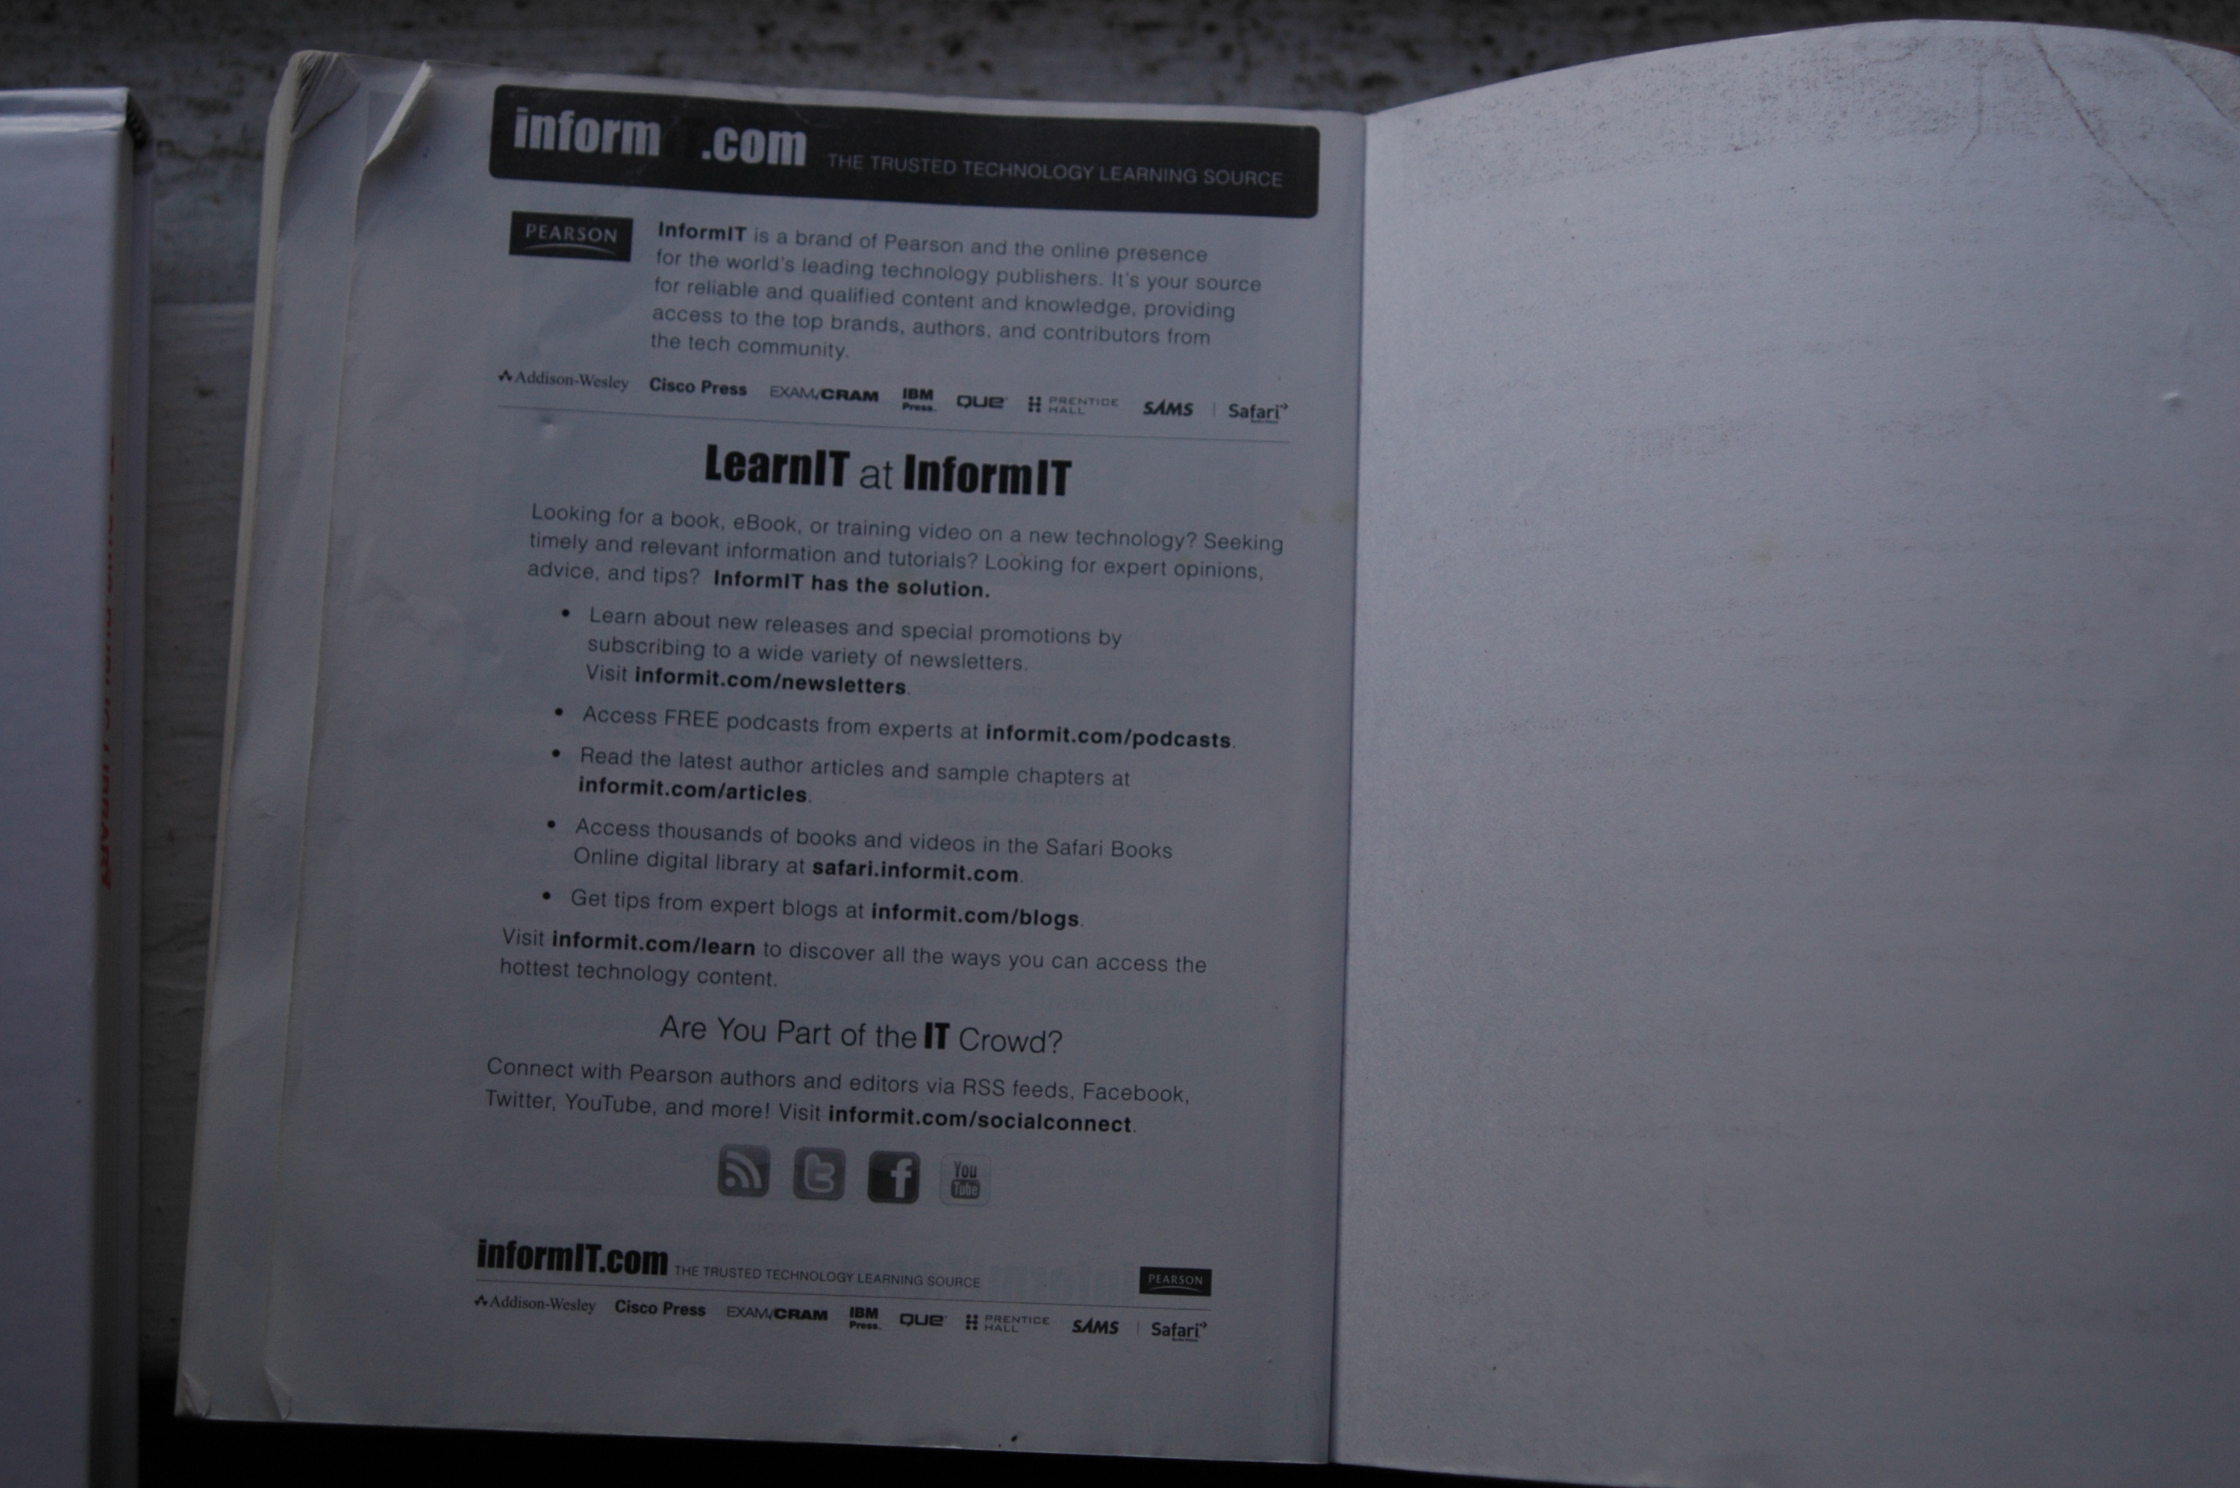 inform .com THE TRUSTED TECHNOLOGY LEARNING SOURCE
PEARSON
InformIT is a brand of Pearson and the online presence
for the world's leading technology publishers. It's your source
for reliable and qualified content and knowledge, providing
access to the top brands, authors, and contributors from
the tech community.
Addison-Wesley Cisco Press EXAM/CRAM IBM Press. QUE PRENTICE HALL SAMS | Safari
LearnIT at InformIT
Looking for a book, eBook, or training video on a new technology? Seeking
timely and relevant information and tutorials? Looking for expert opinions,
advice, and tips? InformIT has the solution.
• Learn about new releases and special promotions by
subscribing to a wide variety of newsletters.
Visit informit.com/newsletters.
• Access FREE podcasts from experts at informit.com/podcasts.
• Read the latest author articles and sample chapters at
informit.com/articles.
• Access thousands of books and videos in the Safari Books
Online digital library at safari.informit.com.
• Get tips from expert blogs at informit.com/blogs.
Visit informit.com/learn to discover all the ways you can access the
hottest technology content.
Are You Part of the IT Crowd?
Connect with Pearson authors and editors via RSS feeds, Facebook,
Twitter, YouTube, and more! Visit informit.com/socialconnect.
You Tube
informIT.com THE TRUSTED TECHNOLOGY LEARNING SOURCE
PEARSON
Addison-Wesley Cisco Press EXAM/CRAM IBM Press. QUE PRENTICE HALL SAMS | Safari